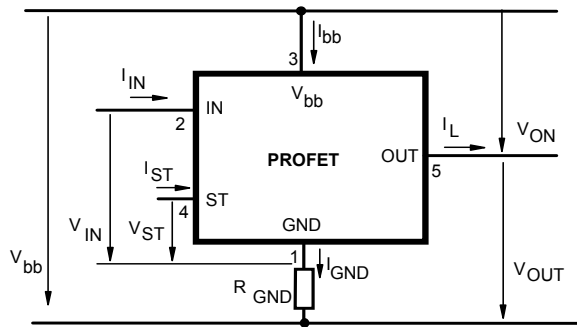 I bb
3
V bb
I IN
2
IN
I L
V ON
PROFET
OUT
5
I ST
4
ST
V IN
V ST
GND
1
I GND
V bb
R GND
V OUT